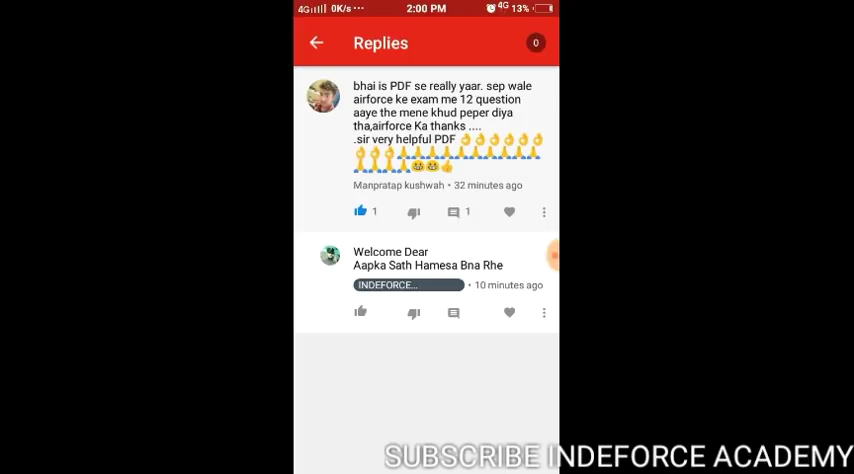 4G 0K/s ··· 2:00 PM 4G 13%
Replies 0
bhai is PDF se really yaar. sep wale
airforce ke exam me 12 question
aaye the mene khud peper diya
tha,airforce Ka thanks ....
.sir very helpful PDF 👌👌👌👌👌👌
👌👌👌🙏🙏🙏🙏🙏🙏🙏🙏🙏🙏
🙏🙏🙏🙏😂😂👍
Manpratap kushwah • 32 minutes ago
1 1
Welcome Dear
Aapka Sath Hamesa Bna Rhe
INDEFORCE... • 10 minutes ago
SUBSCRIBE INDEFORCE ACADEMY